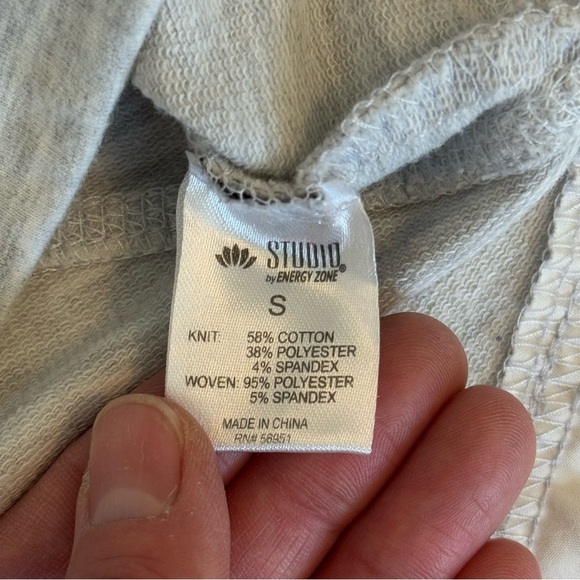 STUDIO®
by ENERGY ZONE
S
KNIT: 58% COTTON
38% POLYESTER
4% SPANDEX
WOVEN: 95% POLYESTER
5% SPANDEX
MADE IN CHINA
RN# 56951